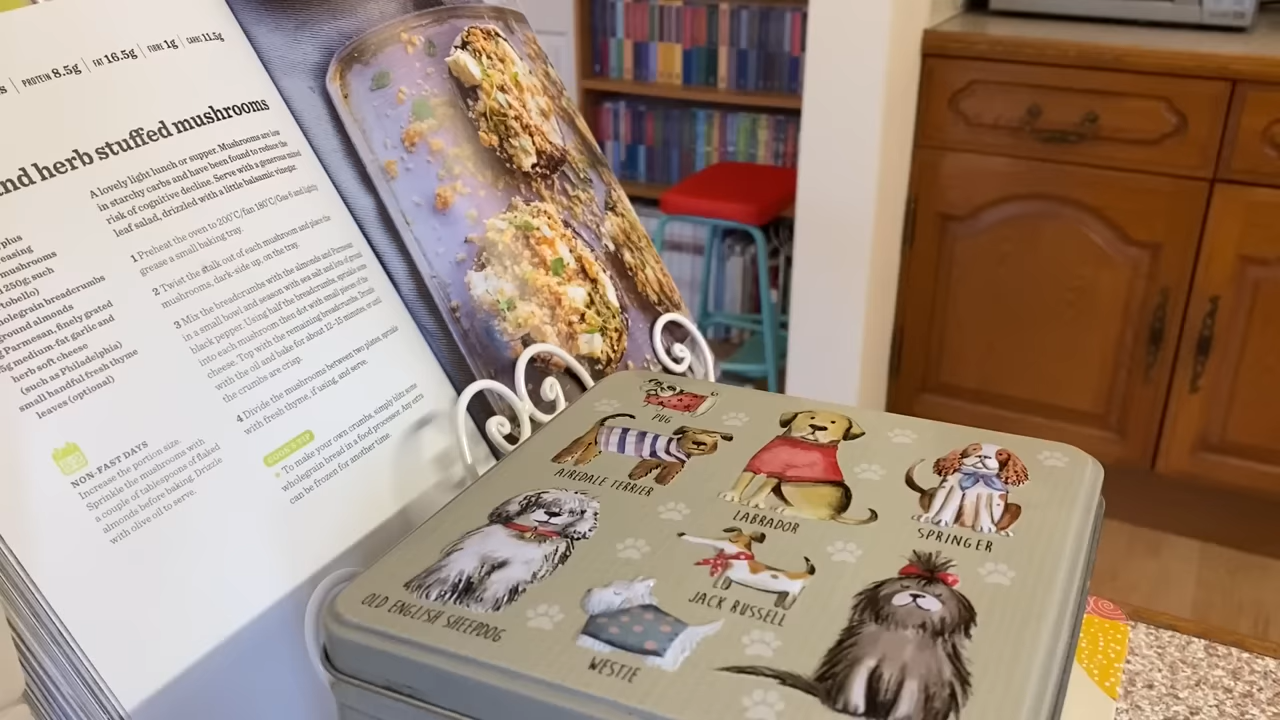 s | PROTEIN 8.5g | FAT 16.5g | FIBRE 1g | CARBS 11.5g
nd herb stuffed mushrooms
A lovely light lunch or supper. Mushrooms are low
in starchy carbs and have been found to reduce the
risk of cognitive decline. Serve with a generous mixed
leaf salad, drizzled with a little balsamic vinegar.
plus
easing
mushrooms
1250g; such
tobello)
olegrain breadcrumbs
ound almonds
g Parmesan, finely grated
5g medium-fat garlic and
herb soft cheese
(such as Philadelphia)
small handful fresh thyme
leaves (optional)
1 Preheat the oven to 200°C/fan 180°C/Gas 6 and lightly
grease a small baking tray.
2 Twist the stalk out of each mushroom and place the
mushrooms, dark-side up, on the tray.
3 Mix the breadcrumbs with the almonds and Parmesan
in a small bowl and season with sea salt and lots of ground
black pepper. Using half the breadcrumbs, sprinkle some
into each mushroom then dot with small pieces of the
cheese. Top with the remaining breadcrumbs. Drizzle
with the oil and bake for about 12-15 minutes, or until
the crumbs are crisp.
4 Divide the mushrooms between two plates, sprinkle
with fresh thyme, if using, and serve.
NON-FAST DAYS
Increase the portion size.
Sprinkle the mushrooms with
a couple of tablespoons of flaked
almonds before baking. Drizzle
with olive oil to serve.
COOK'S TIP
To make your own crumbs, simply blitz some
wholegrain bread in a food processor. Any extra
can be frozen for another time.
PUG
AIREDALE TERRIER
LABRADOR
SPRINGER
OLD ENGLISH SHEEPDOG
JACK RUSSELL
WESTIE